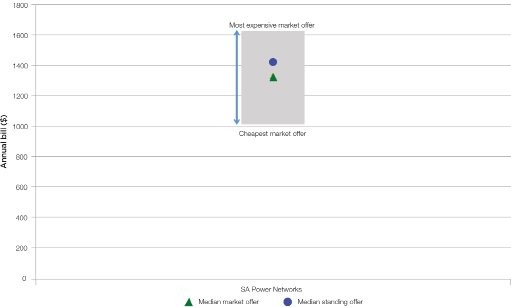 1800
Most expensive market offer
1600
1400
1200
1000
Cheapest market offer
800
600
400
200
0
Annual bill ($)
SA Power Networks
Median market offer
Median standing offer